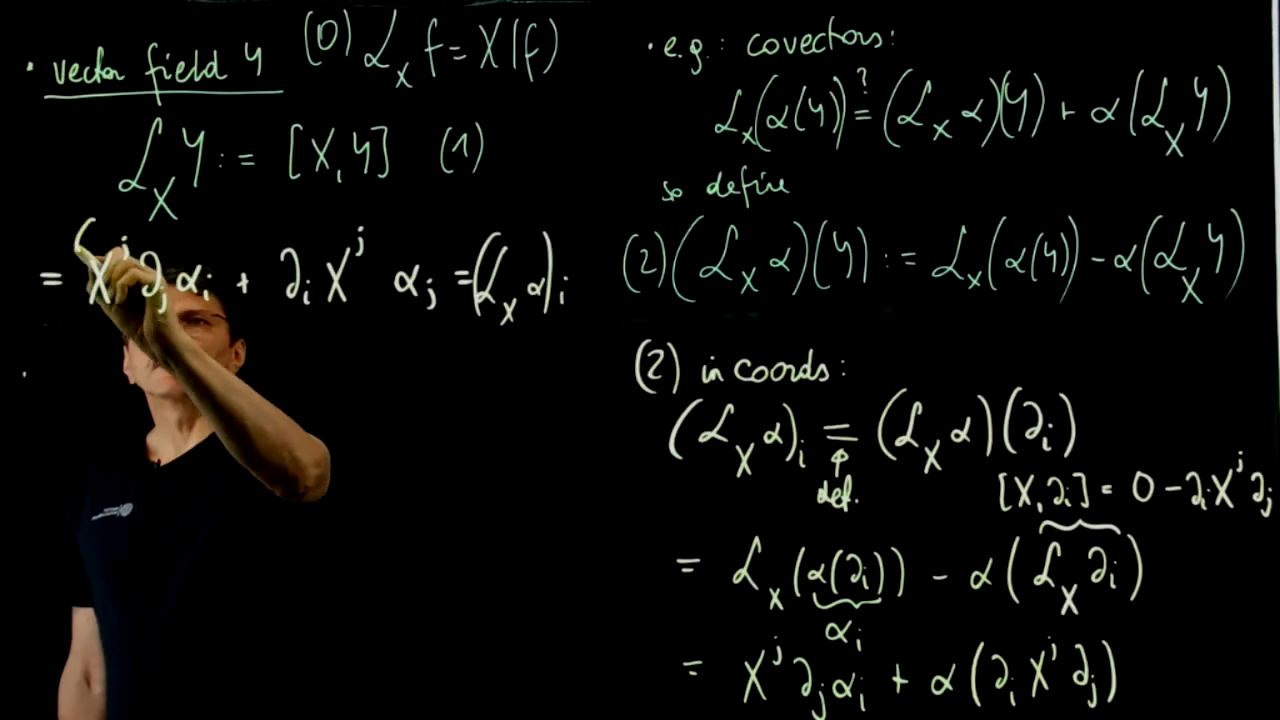 · vector field Y (0) ℒ_X f = X(f)
ℒ_X Y := [X, Y] (1)
= (X^j ∂_j α_i + ∂_i X^j α_j = (ℒ_X α)_i
· e.g.: covectors:
ℒ_X(α(Y)) ≟ (ℒ_X α)(Y) + α(ℒ_X Y)
so define
(2) (ℒ_X α)(Y) := ℒ_X(α(Y)) - α(ℒ_X Y)
(2) in coords:
(ℒ_X α)_i = (ℒ_X α)(∂_i)
↑
def.
[X, ∂_i] = 0 - ∂_i X^j ∂_j
= ℒ_X(α(∂_i)) - α(ℒ_X ∂_i)
α_i
= X^j ∂_j α_i + α(∂_i X^j ∂_j)